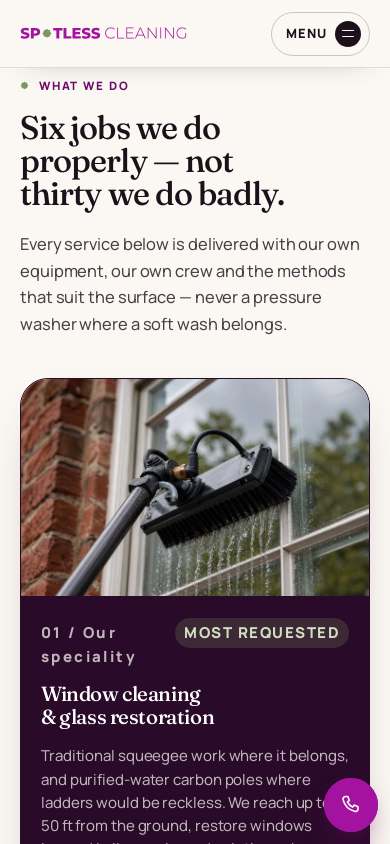 SPOTLESS CLEANING
MENU
WHAT WE DO
Six jobs we do
properly — not
thirty we do badly.
Every service below is delivered with our own
equipment, our own crew and the methods
that suit the surface — never a pressure
washer where a soft wash belongs.
01 / Our
speciality
MOST REQUESTED
Window cleaning
& glass restoration
Traditional squeegee work where it belongs,
and purified-water carbon poles where
ladders would be reckless. We reach up to
50 ft from the ground, restore windows